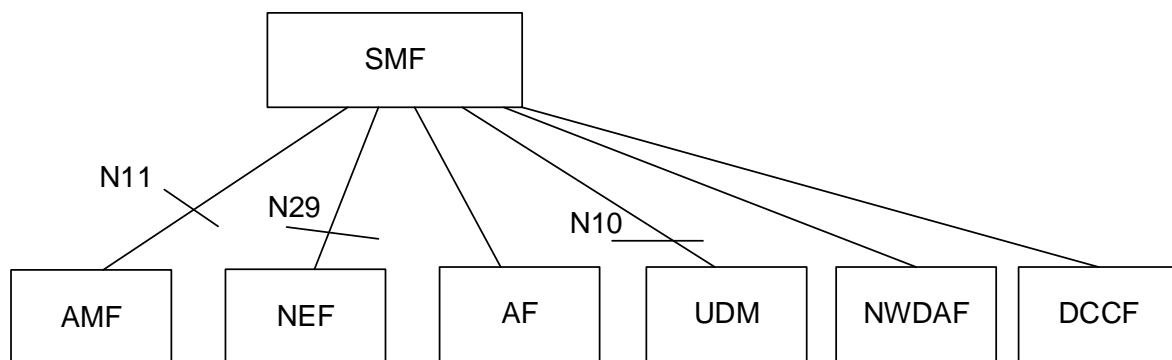 SMF
N11
N29
N10
AMF
NEF
AF
UDM
NWDAF
DCCF